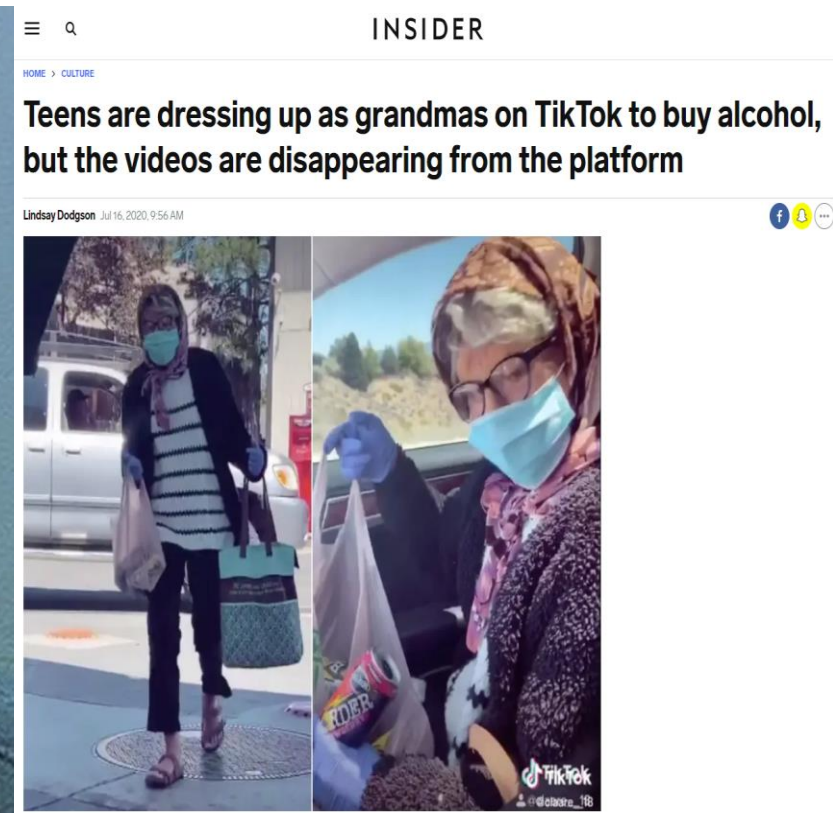 INSIDER
HOME > CULTURE
Teens are dressing up as grandmas on TikTok to buy alcohol,
but the videos are disappearing from the platform
Lindsay Dodgson Jul 16, 2020, 9:56 AM
RDER
TikTok